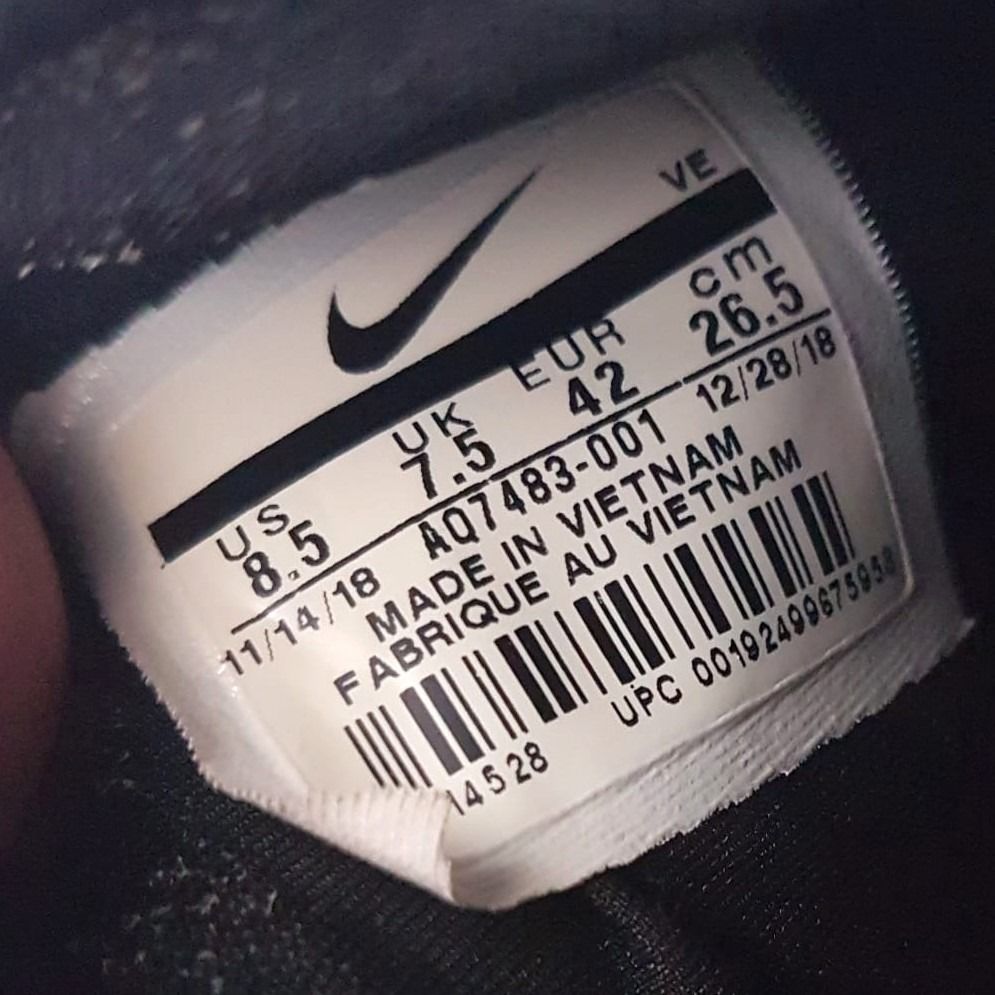 VE
US UK EUR cm
8.5 7.5 42 26.5
11/14/18 AQ7483-001 12/28/18
MADE IN VIETNAM
FABRIQUE AU VIETNAM
14528 UPC 00192499675958